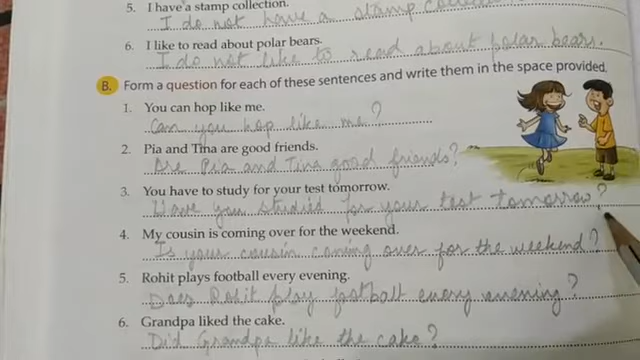 5. I have a stamp collection.
I do not have a stamp
6. I like to read about polar bears.
I do not like to read about polar bears.
B. Form a question for each of these sentences and write them in the space provided.
1. You can hop like me.
Can you hop like me?
2. Pia and Tina are good friends.
Are Pia and Tina good friends?
3. You have to study for your test tomorrow.
Have you studied for your test tomorrow?
4. My cousin is coming over for the weekend.
Is your cousin coming over for the weekend?
5. Rohit plays football every evening.
Does Rohit play football every evening?
6. Grandpa liked the cake.
Did Grandpa like the cake?